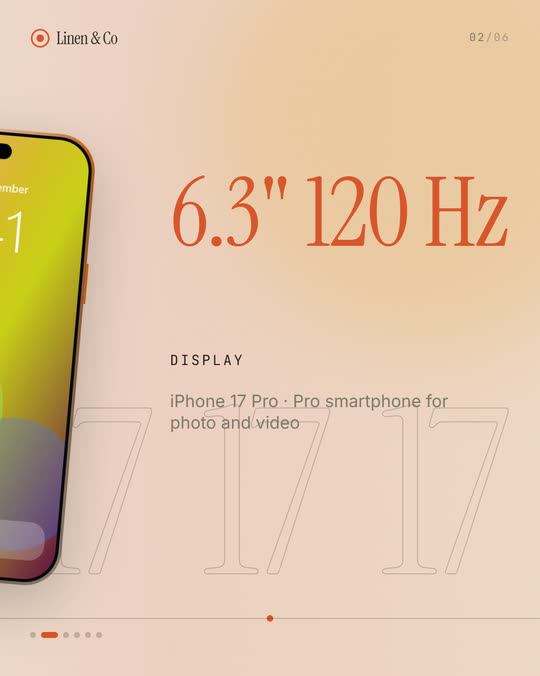 Linen & Co
02/06
ember
6.3" 120 Hz
DISPLAY
iPhone 17 Pro · Pro smartphone for
photo and video
17 17 17